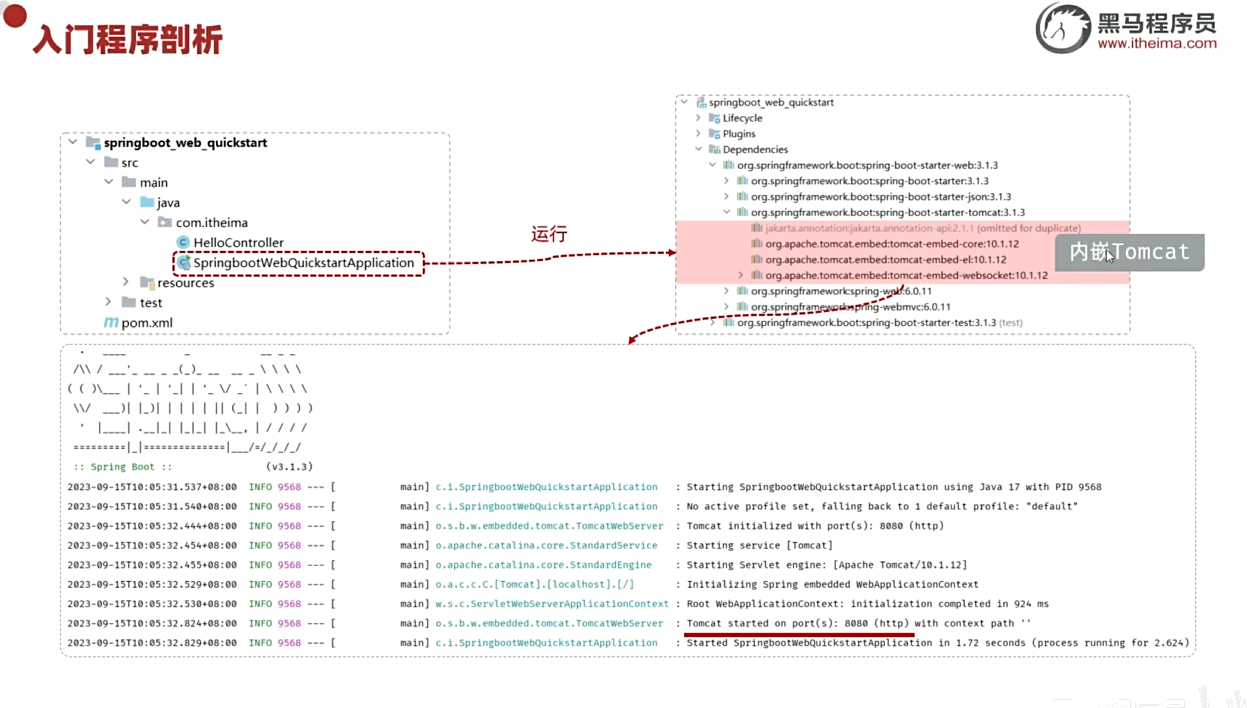 入门程序剖析
黑马程序员
www.itheima.com
springboot_web_quickstart
src
main
java
com.itheima
HelloController
SpringbootWebQuickstartApplication
resources
test
pom.xml
运行
springboot_web_quickstart
Lifecycle
Plugins
Dependencies
org.springframework.boot:spring-boot-starter-web:3.1.3
org.springframework.boot:spring-boot-starter:3.1.3
org.springframework.boot:spring-boot-starter-json:3.1.3
org.springframework.boot:spring-boot-starter-tomcat:3.1.3
jakarta.annotation:jakarta.annotation-api:2.1.1 (omitted for duplicate)
org.apache.tomcat.embed:tomcat-embed-core:10.1.12
org.apache.tomcat.embed:tomcat-embed-el:10.1.12
org.apache.tomcat.embed:tomcat-embed-websocket:10.1.12
org.springframework:spring-web:6.0.11
org.springframework:spring-webmvc:6.0.11
org.springframework.boot:spring-boot-starter-test:3.1.3 (test)
内嵌Tomcat
:: Spring Boot :: (v3.1.3)
2023-09-15T10:05:31.537+08:00 INFO 9568 --- [ main] c.i.SpringbootWebQuickstartApplication : Starting SpringbootWebQuickstartApplication using Java 17 with PID 9568
2023-09-15T10:05:31.540+08:00 INFO 9568 --- [ main] c.i.SpringbootWebQuickstartApplication : No active profile set, falling back to 1 default profile: "default"
2023-09-15T10:05:32.444+08:00 INFO 9568 --- [ main] o.s.b.w.embedded.tomcat.TomcatWebServer : Tomcat initialized with port(s): 8080 (http)
2023-09-15T10:05:32.454+08:00 INFO 9568 --- [ main] o.apache.catalina.core.StandardService : Starting service [Tomcat]
2023-09-15T10:05:32.455+08:00 INFO 9568 --- [ main] o.apache.catalina.core.StandardEngine : Starting Servlet engine: [Apache Tomcat/10.1.12]
2023-09-15T10:05:32.529+08:00 INFO 9568 --- [ main] o.a.c.c.C.[Tomcat].[localhost].[/] : Initializing Spring embedded WebApplicationContext
2023-09-15T10:05:32.530+08:00 INFO 9568 --- [ main] w.s.c.ServletWebServerApplicationContext : Root WebApplicationContext: initialization completed in 924 ms
2023-09-15T10:05:32.824+08:00 INFO 9568 --- [ main] o.s.b.w.embedded.tomcat.TomcatWebServer : Tomcat started on port(s): 8080 (http) with context path ''
2023-09-15T10:05:32.829+08:00 INFO 9568 --- [ main] c.i.SpringbootWebQuickstartApplication : Started SpringbootWebQuickstartApplication in 1.72 seconds (process running for 2.624)